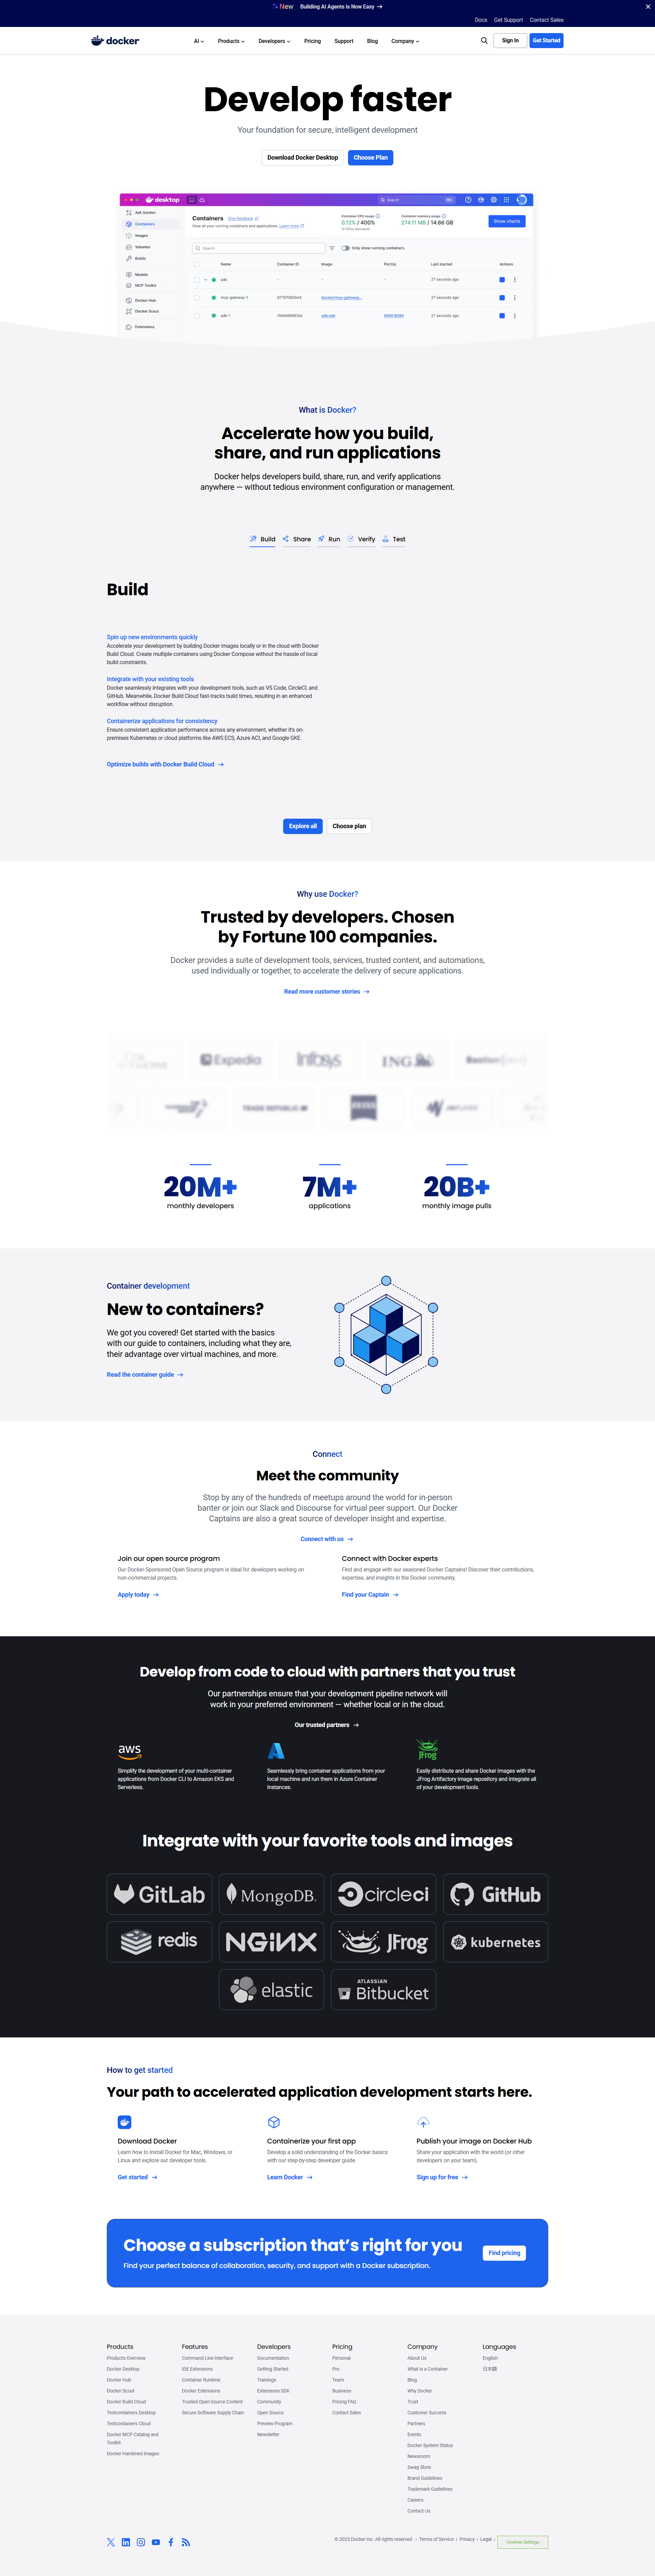 New Building AI Agents is Now Easy →
Docs Get Support Contact Sales
docker
AI Products Developers Pricing Support Blog Company
Sign In Get Started
Develop faster
Your foundation for secure, intelligent development
Download Docker Desktop Choose Plan
desktop
Search
Ask Gordon
Containers
Images
Volumes
Builds
Models
MCP Toolkit
Docker Hub
Docker Scout
Extensions
Containers Give feedback
View all your running containers and applications. Learn more
Container CPU usage
0.12% / 400%
Container memory usage
274.11 MB / 14.66 GB
Show charts
Search
Only show running containers
Name Container ID Image Port(s) Last started Actions
adk - - - 27 seconds ago
mcp-gateway-1 docker/mcp-gateway... - 27 seconds ago
adk-1 adk:adk 8080:8080 27 seconds ago
What is Docker?
Accelerate how you build,
share, and run applications
Docker helps developers build, share, run, and verify applications
anywhere — without tedious environment configuration or management.
Build Share Run Verify Test
Build
Spin up new environments quickly
Accelerate your development by building Docker images locally or in the cloud with Docker
Build Cloud. Create multiple containers using Docker Compose without the hassle of local
build constraints.
Integrate with your existing tools
Docker seamlessly integrates with your development tools, such as VS Code, CircleCI, and
GitHub. Meanwhile, Docker Build Cloud fast-tracks build times, resulting in an enhanced
workflow without disruption.
Containerize applications for consistency
Ensure consistent application performance across any environment, whether it's on-
premises Kubernetes or cloud platforms like AWS ECS, Azure ACI, and Google GKE.
Optimize builds with Docker Build Cloud →
Explore all Choose plan
Why use Docker?
Trusted by developers. Chosen
by Fortune 100 companies.
Docker provides a suite of development tools, services, trusted content, and automations,
used individually or together, to accelerate the delivery of secure applications.
Read more customer stories →
Expedia Infosys ING
TRADE REPUBLIC
20M+ 7M+ 20B+
monthly developers applications monthly image pulls
Container development
New to containers?
We got you covered! Get started with the basics
with our guide to containers, including what they are,
their advantage over virtual machines, and more.
Read the container guide →
Connect
Meet the community
Stop by any of the hundreds of meetups around the world for in-person
banter or join our Slack and Discourse for virtual peer support. Our Docker
Captains are also a great source of developer insight and expertise.
Connect with us →
Join our open source program
Our Docker-Sponsored Open Source program is ideal for developers working on
non-commercial projects.
Apply today →
Connect with Docker experts
Find and engage with our seasoned Docker Captains! Discover their contributions,
expertise, and insights in the Docker community.
Find your Captain →
Develop from code to cloud with partners that you trust
Our partnerships ensure that your development pipeline network will
work in your preferred environment — whether local or in the cloud.
Our trusted partners →
aws
Simplify the development of your multi-container
applications from Docker CLI to Amazon EKS and
Serverless.
Seamlessly bring container applications from your
local machine and run them in Azure Container
Instances.
JFrog
Easily distribute and share Docker images with the
JFrog Artifactory image repository and integrate all
of your development tools.
Integrate with your favorite tools and images
GitLab MongoDB. circleci GitHub
redis NGINX JFrog kubernetes
elastic ATLASSIAN Bitbucket
How to get started
Your path to accelerated application development starts here.
Download Docker
Learn how to install Docker for Mac, Windows, or
Linux and explore our developer tools.
Get started →
Containerize your first app
Develop a solid understanding of the Docker basics
with our step-by-step developer guide.
Learn Docker →
Publish your image on Docker Hub
Share your application with the world (or other
developers on your team).
Sign up for free →
Choose a subscription that's right for you
Find your perfect balance of collaboration, security, and support with a Docker subscription.
Find pricing
Products
Products Overview
Docker Desktop
Docker Hub
Docker Scout
Docker Build Cloud
Testcontainers Desktop
Testcontainers Cloud
Docker MCP Catalog and
Toolkit
Docker Hardened Images
Features
Command Line Interface
IDE Extensions
Container Runtime
Docker Extensions
Trusted Open Source Content
Secure Software Supply Chain
Developers
Documentation
Getting Started
Trainings
Extensions SDK
Community
Open Source
Preview Program
Newsletter
Pricing
Personal
Pro
Team
Business
Pricing FAQ
Contact Sales
Company
About Us
What is a Container
Blog
Why Docker
Trust
Customer Success
Partners
Events
Docker System Status
Newsroom
Swag Store
Brand Guidelines
Trademark Guidelines
Careers
Contact Us
Languages
English
日本語
© 2025 Docker Inc. All rights reserved | Terms of Service | Privacy | Legal |
Cookies Settings